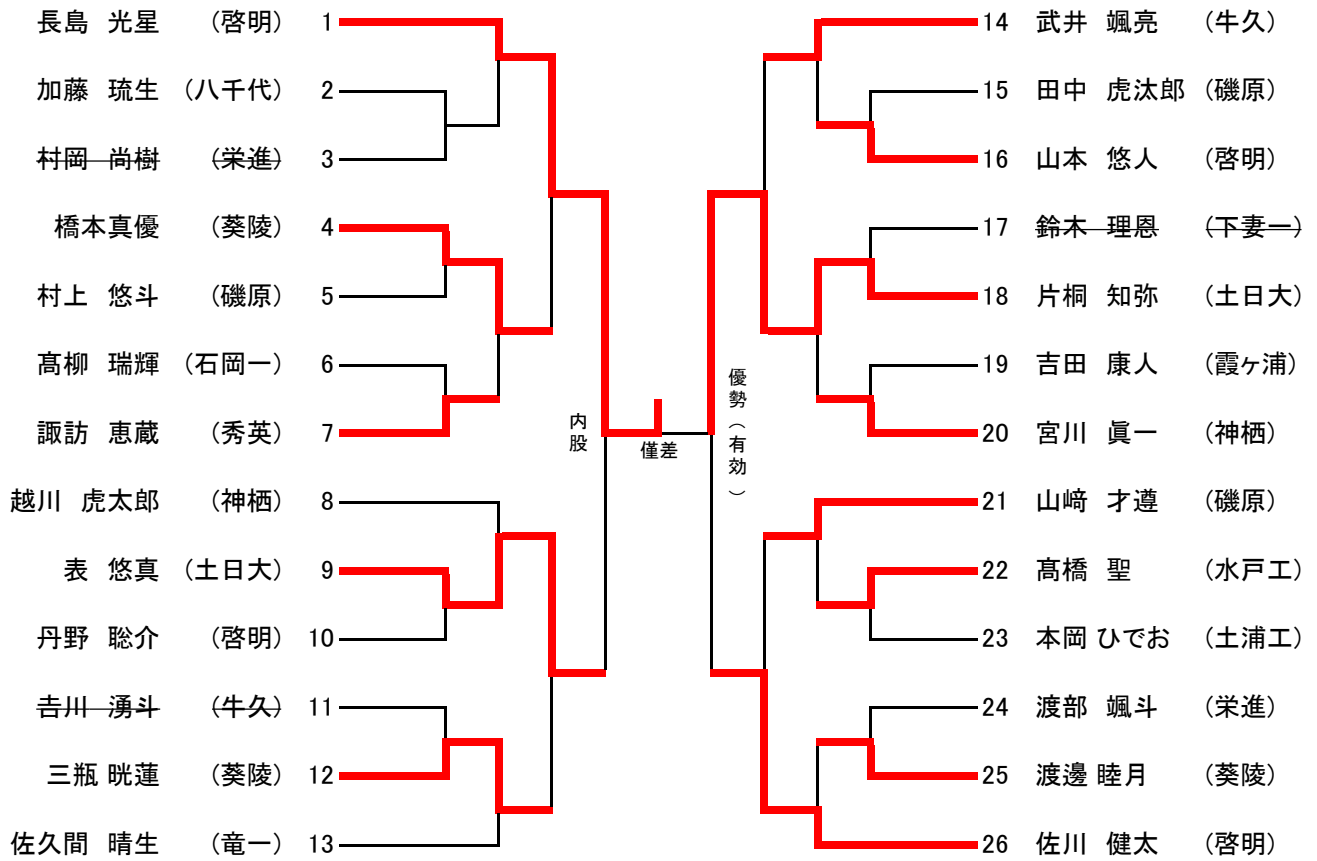 長島 光星 (啓明) 1
加藤 琉生 (八千代) 2
村岡 尚樹 (栄進) 3
橋本真優 (葵陵) 4
村上 悠斗 (磯原) 5
髙柳 瑞輝 (石岡一) 6
諏訪 恵蔵 (秀英) 7
越川 虎太郎 (神栖) 8
表 悠真 (土日大) 9
丹野 聡介 (啓明) 10
𠮷川 湧斗 (牛久) 11
三瓶 晄蓮 (葵陵) 12
佐久間 晴生 (竜一) 13
内股
僅差
優勢(有効)
14 武井 颯亮 (牛久)
15 田中 虎汰郎 (磯原)
16 山本 悠人 (啓明)
17 鈴木 理恩 (下妻一)
18 片桐 知弥 (土日大)
19 吉田 康人 (霞ヶ浦)
20 宮川 眞一 (神栖)
21 山﨑 才遵 (磯原)
22 髙橋 聖 (水戸工)
23 本岡 ひでお (土浦工)
24 渡部 颯斗 (栄進)
25 渡邊 睦月 (葵陵)
26 佐川 健太 (啓明)